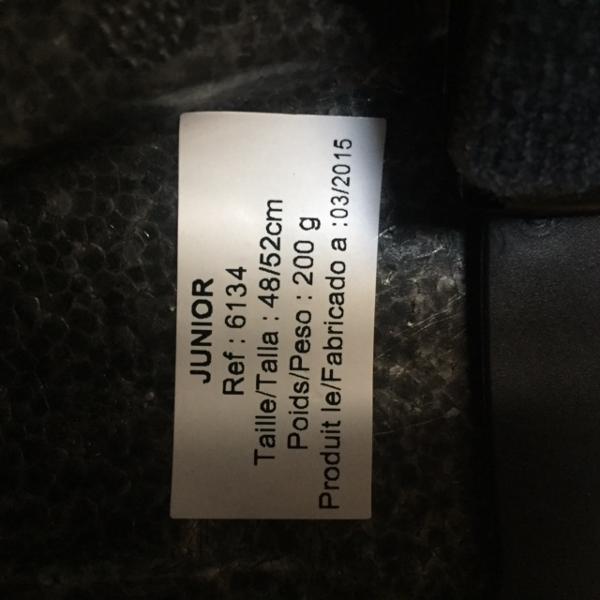 JUNIOR
Ref : 6134
Taille/Talla : 48/52cm
Poids/Peso : 200 g
Produit le/Fabricado a :03/2015